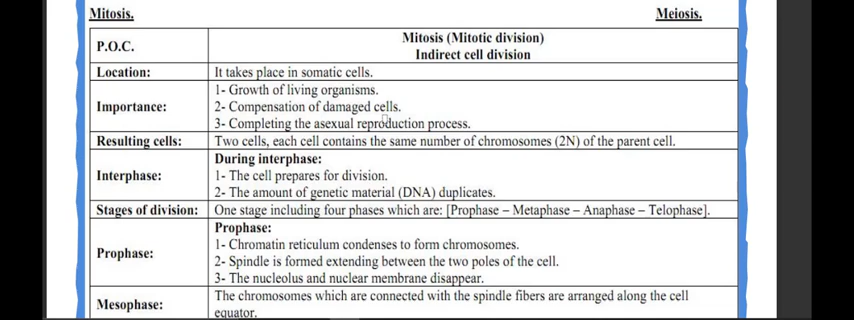 Mitosis. Meiosis.
P.O.C.
Mitosis (Mitotic division)
Indirect cell division
Location: It takes place in somatic cells.
Importance:
1- Growth of living organisms.
2- Compensation of damaged cells.
3- Completing the asexual reproduction process.
Resulting cells: Two cells, each cell contains the same number of chromosomes (2N) of the parent cell.
Interphase:
During interphase:
1- The cell prepares for division.
2- The amount of genetic material (DNA) duplicates.
Stages of division: One stage including four phases which are: [Prophase – Metaphase – Anaphase – Telophase].
Prophase:
Prophase:
1- Chromatin reticulum condenses to form chromosomes.
2- Spindle is formed extending between the two poles of the cell.
3- The nucleolus and nuclear membrane disappear.
Mesophase:
The chromosomes which are connected with the spindle fibers are arranged along the cell
equator.